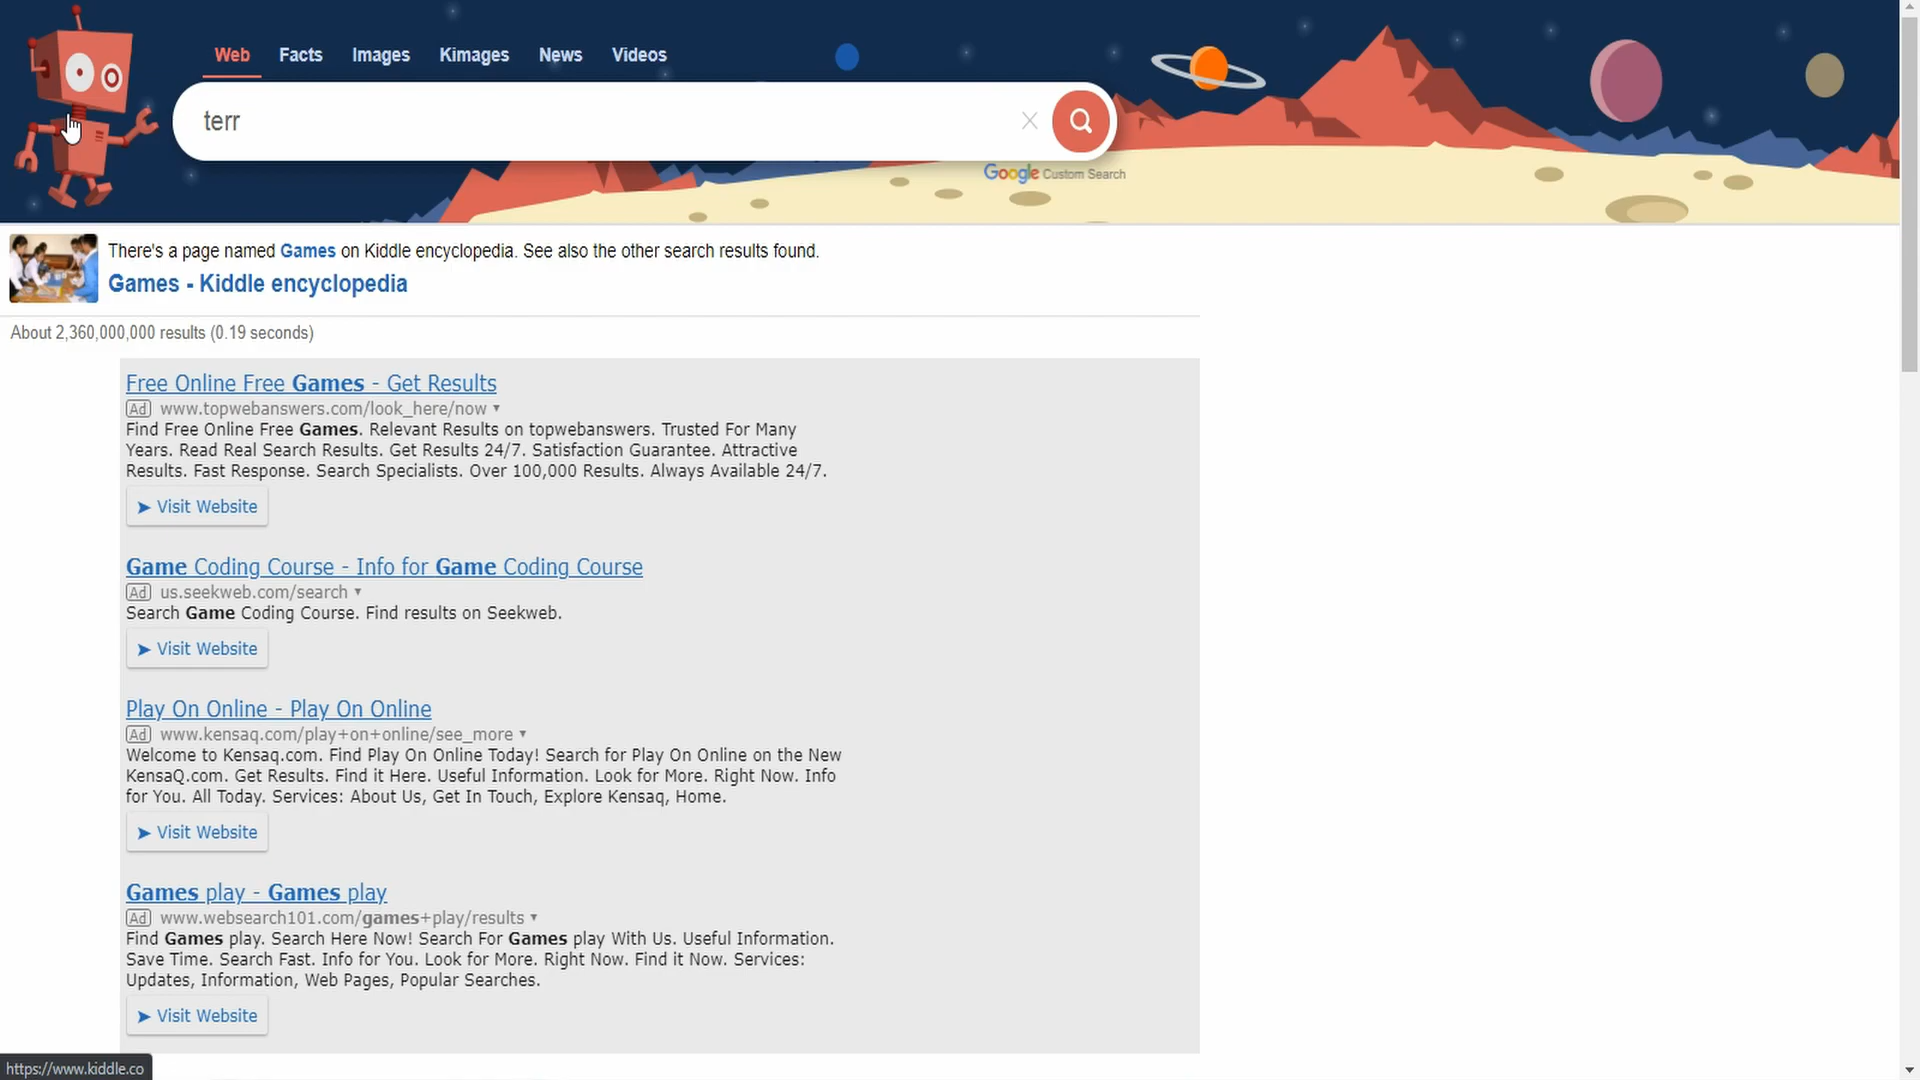 Web Facts Images Kimages News Videos
terr
Google Custom Search
There's a page named Games on Kiddle encyclopedia. See also the other search results found.
Games - Kiddle encyclopedia
About 2,360,000,000 results (0.19 seconds)
Free Online Free Games - Get Results
Ad www.topwebanswers.com/look_here/now
Find Free Online Free Games. Relevant Results on topwebanswers. Trusted For Many
Years. Read Real Search Results. Get Results 24/7. Satisfaction Guarantee. Attractive
Results. Fast Response. Search Specialists. Over 100,000 Results. Always Available 24/7.
Visit Website
Game Coding Course - Info for Game Coding Course
Ad us.seekweb.com/search
Search Game Coding Course. Find results on Seekweb.
Visit Website
Play On Online - Play On Online
Ad www.kensaq.com/play+on+online/see_more
Welcome to Kensaq.com. Find Play On Online Today! Search for Play On Online on the New
KensaQ.com. Get Results. Find it Here. Useful Information. Look for More. Right Now. Info
for You. All Today. Services: About Us, Get In Touch, Explore Kensaq, Home.
Visit Website
Games play - Games play
Ad www.websearch101.com/games+play/results
Find Games play. Search Here Now! Search For Games play With Us. Useful Information.
Save Time. Search Fast. Info for You. Look for More. Right Now. Find it Now. Services:
Updates, Information, Web Pages, Popular Searches.
Visit Website
https://www.kiddle.co